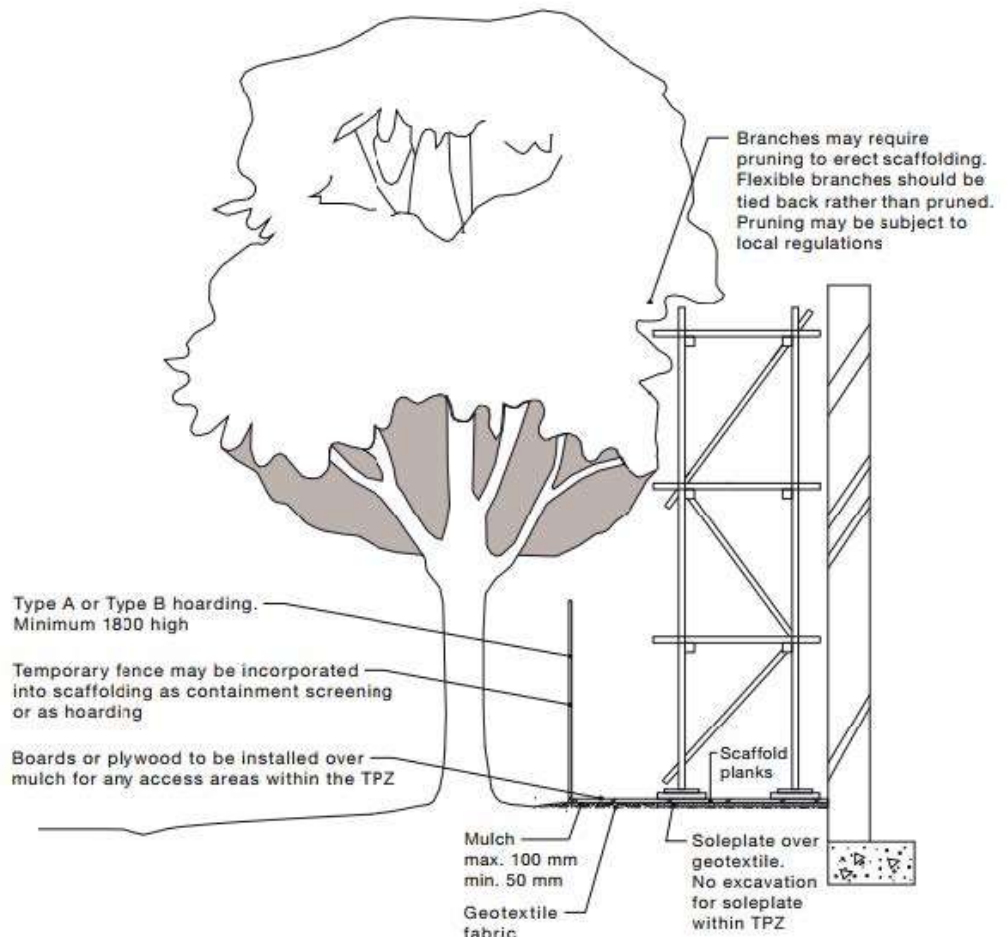 Branches may require
pruning to erect scaffolding.
Flexible branches should be
tied back rather than pruned.
Pruning may be subject to
local regulations
Type A or Type B hoarding.
Minimum 1800 high
Temporary fence may be incorporated
into scaffolding as containment screening
or as hoarding
Boards or plywood to be installed over
mulch for any access areas within the TPZ
Scaffold
planks
Mulch
max. 100 mm
min. 50 mm
Geotextile
fabric
Soleplate over
geotextile.
No excavation
for soleplate
within TPZ